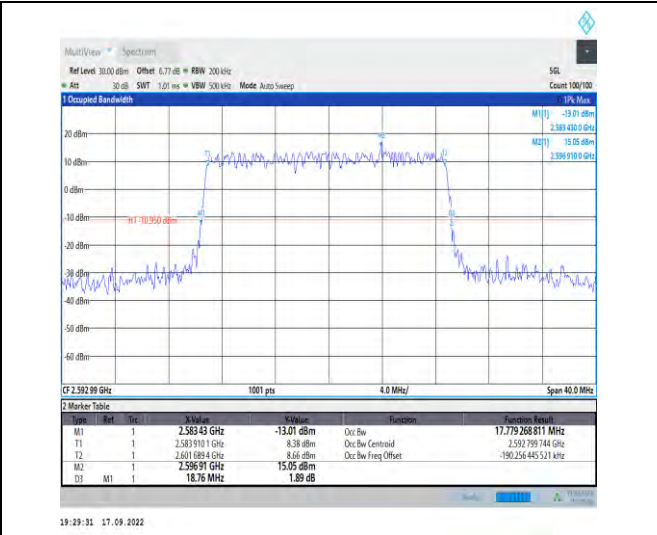 MultiView Spectrum
Ref Level 30.00 dBm Offset 6.77 dB RBW 200 kHz SGL
Att 30 dB SWT 1.01 ms VBW 500 kHz Mode Auto Sweep Count 100/100
1 Occupied Bandwidth 1Pk Max
M1[1] -13.01 dBm
2.583 430 0 GHz
M2[1] 15.05 dBm
2.596 910 0 GHz
20 dBm
M2
T1 T2
10 dBm
0 dBm
-10 dBm
M1
H1 -10.950 dBm
D3
-30 dBm
-40 dBm
-50 dBm
-60 dBm
CF 2.592 99 GHz 1001 pts 4.0 MHz/ Span 40.0 MHz
2 Marker Table
Type Ref Trc X-Value Y-Value Function Function Result
M1 1 2.583 43 GHz -13.01 dBm Occ Bw 17.779 268 811 MHz
T1 1 2.583 910 1 GHz 8.38 dBm Occ Bw Centroid 2.592 799 744 GHz
T2 1 2.601 689 4 GHz 8.66 dBm Occ Bw Freq Offset -190.256 445 521 kHz
M2 1 2.596 91 GHz 15.05 dBm
D3 M1 1 18.76 MHz 1.89 dB
19:29:31 17.09.2022